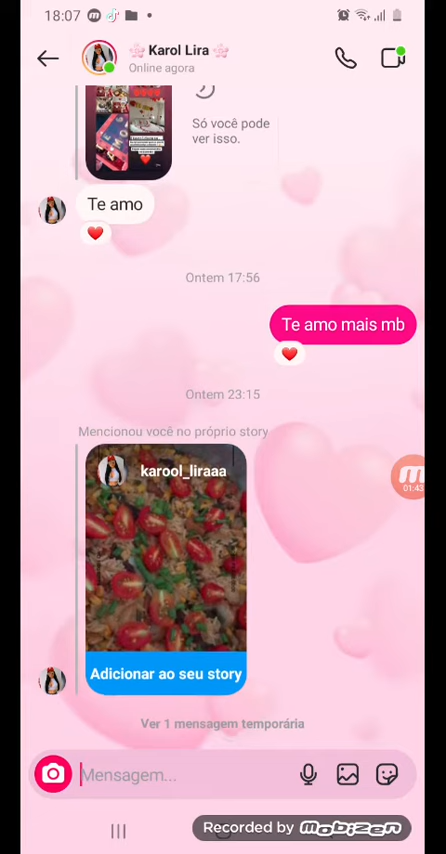 18:07
🌸 Karol Lira 🌸
Online agora
Só você pode
ver isso.
Te amo
Ontem 17:56
Te amo mais mb
Ontem 23:15
Mencionou você no próprio story
karool_liraaa
01:43
Adicionar ao seu story
Ver 1 mensagem temporária
Mensagem...
Recorded by mobizen